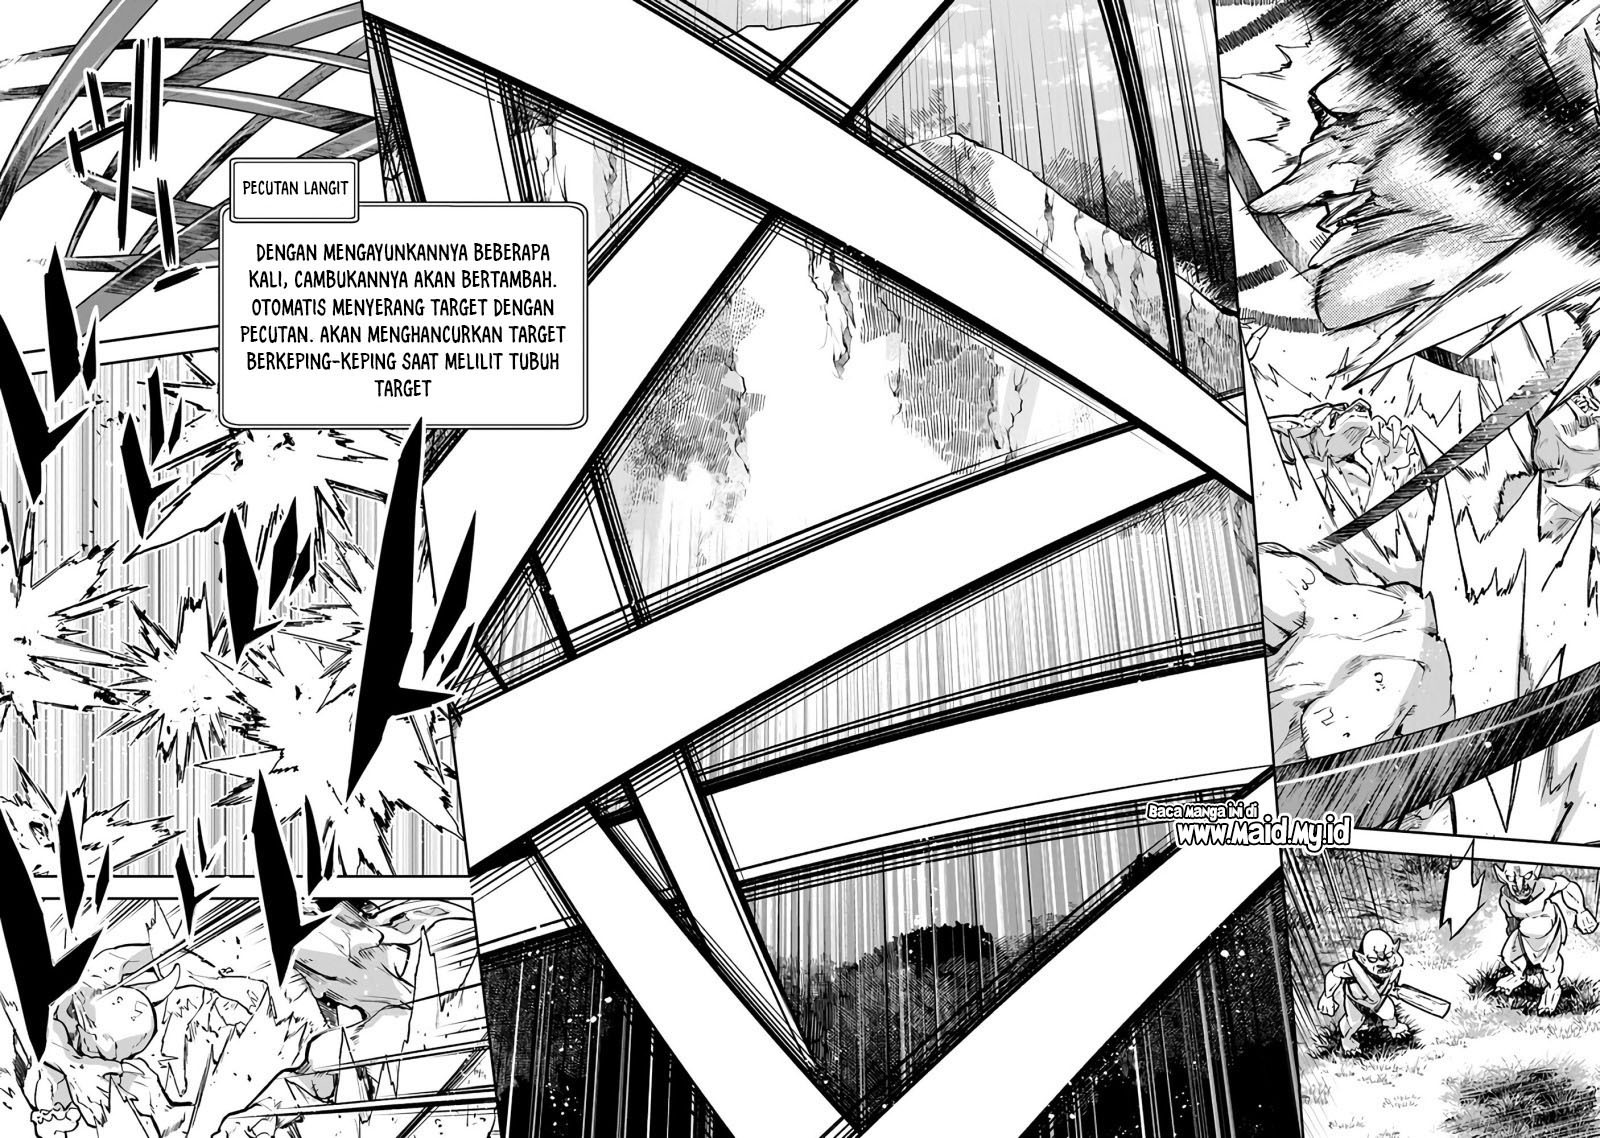 PECUTAN LANGIT
DENGAN MENGAYUNKANNYA BEBERAPA
KALI, CAMBUKANNYA AKAN BERTAMBAH.
OTOMATIS MENYERANG TARGET DENGAN
PECUTAN. AKAN MENGHANCURKAN TARGET
BERKEPING-KEPING SAAT MELILIT TUBUH
TARGET
Baca Manga ini di
www.Maid.My.id